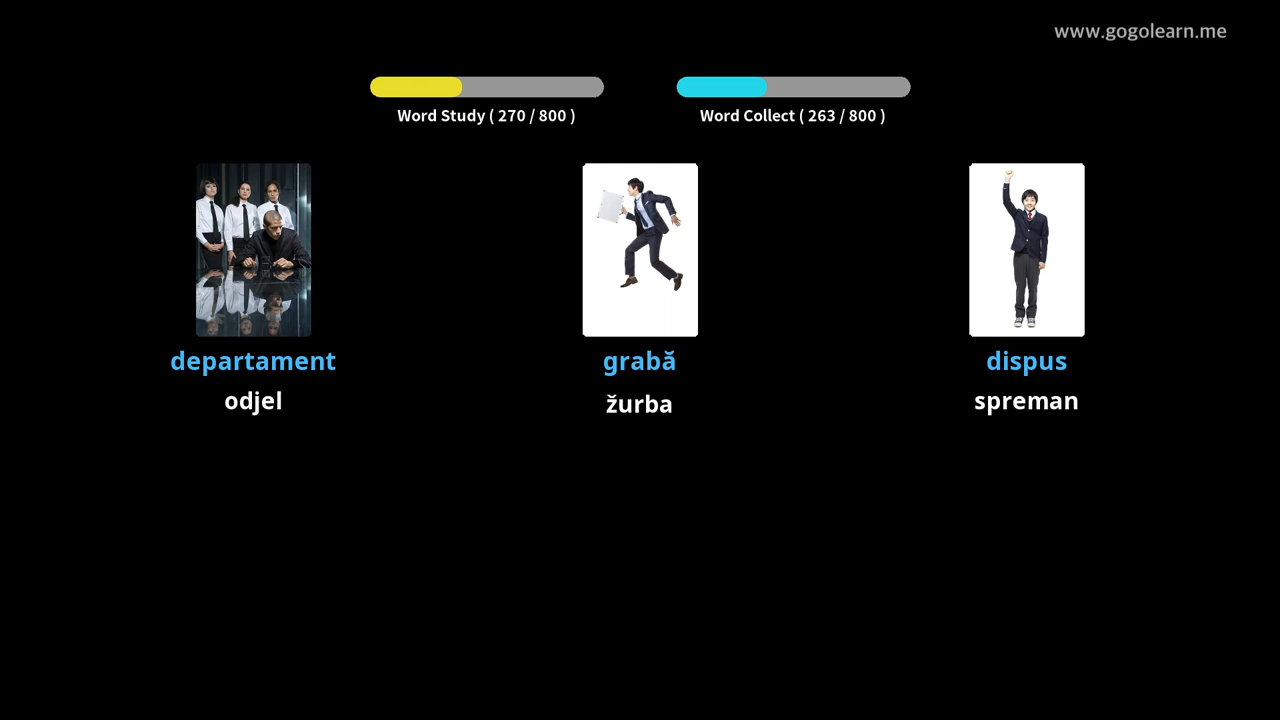 www.gogolearn.me
Word Study ( 270 / 800 )
Word Collect ( 263 / 800 )
departament
grabă
dispus
odjel
žurba
spreman